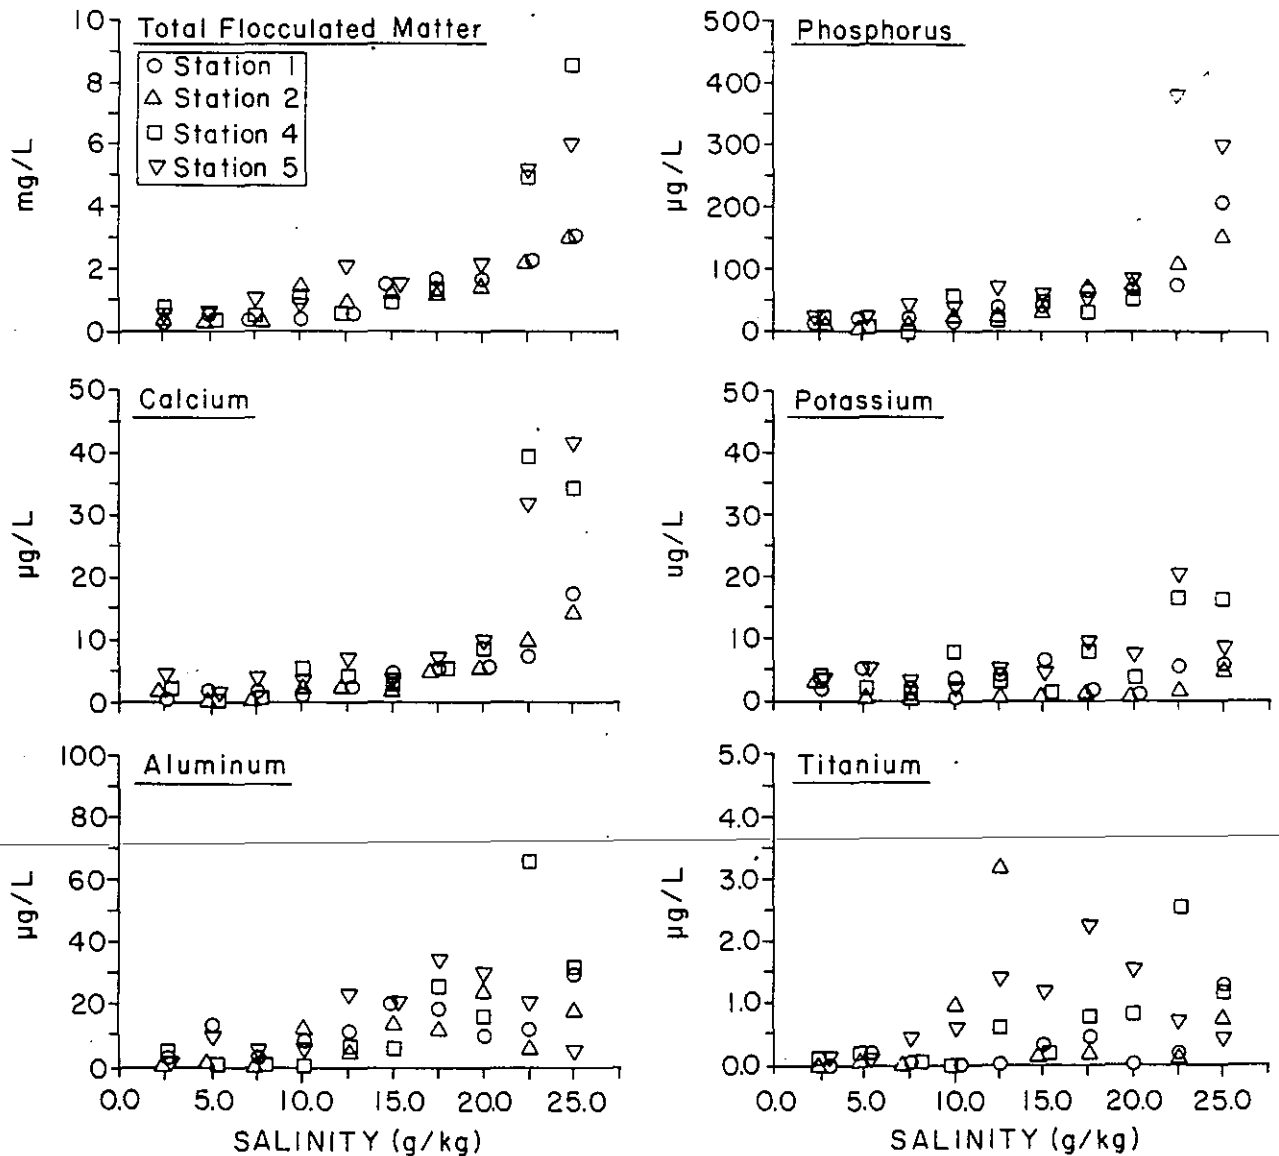 Total Flocculated Matter
Station 1
Station 2
Station 4
Station 5
mg/L
10
8
6
4
2
0
Phosphorus
µg/L
500
400
300
200
100
0
Calcium
µg/L
50
40
30
20
10
0
Potassium
ug/L
50
40
30
20
10
0
Aluminum
µg/L
100
80
60
40
20
0
0.0 5.0 10.0 15.0 20.0 25.0
SALINITY (g/kg)
Titanium
µg/L
5.0
4.0
3.0
2.0
1.0
0.0
0.0 5.0 10.0 15.0 20.0 25.0
SALINITY (g/kg)